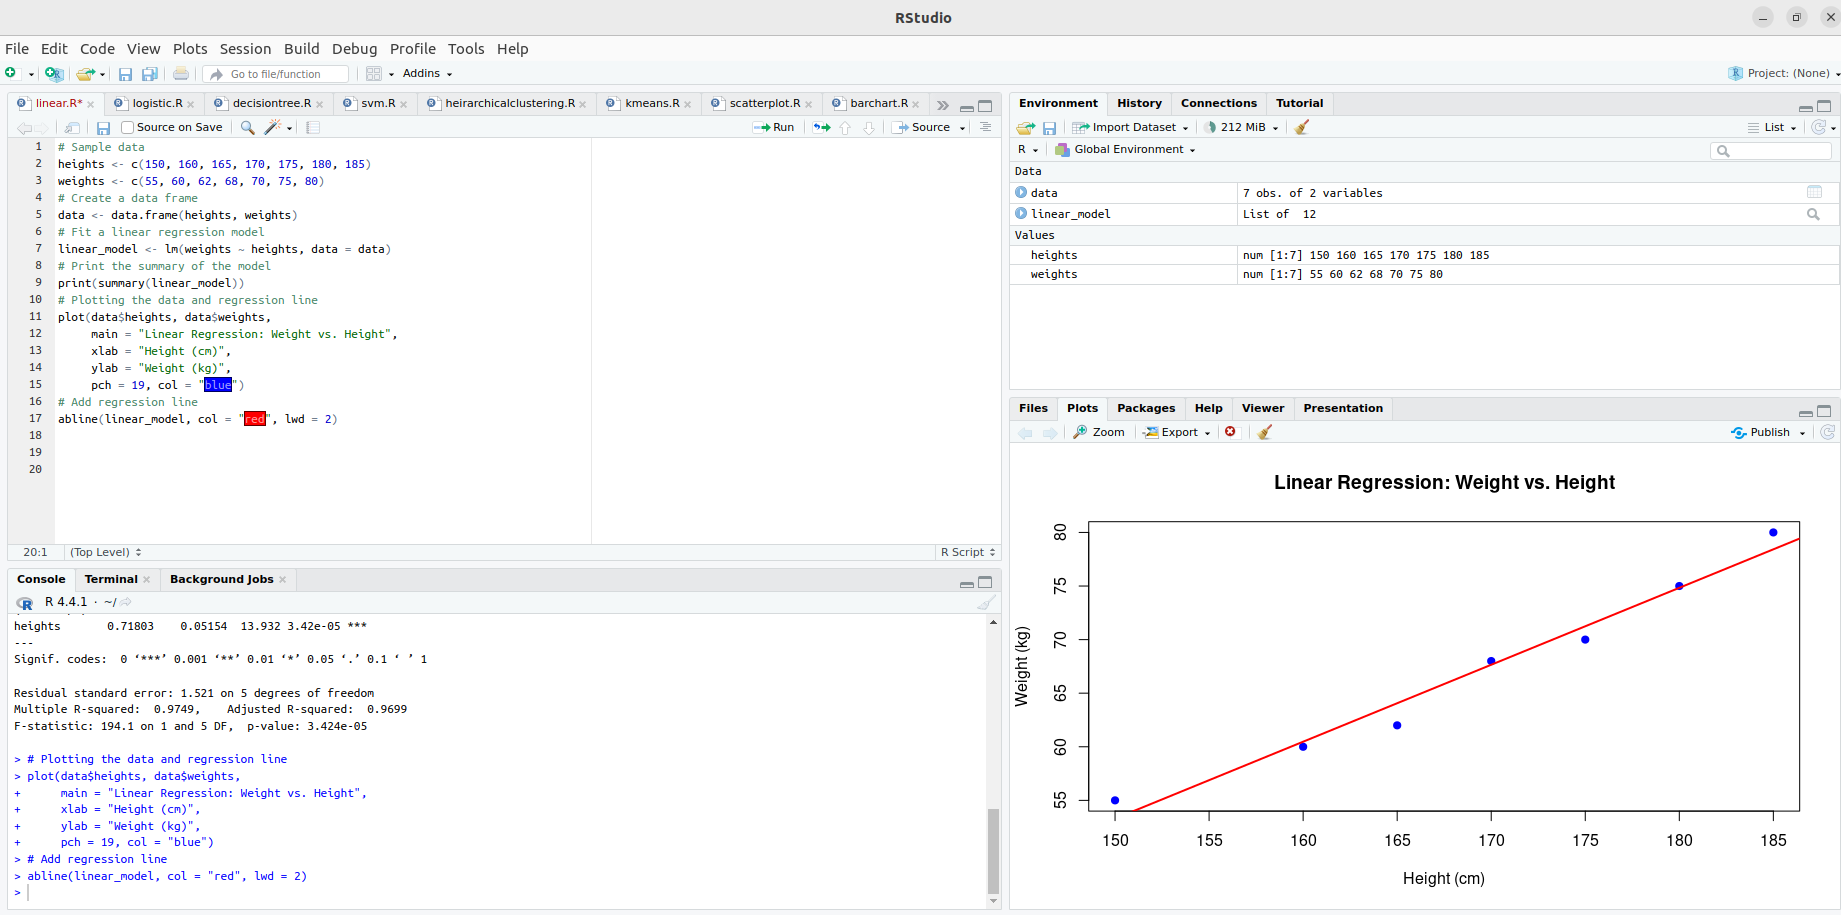 RStudio
File Edit Code View Plots Session Build Debug Profile Tools Help
Go to file/function Addins Project: (None)
linear.R* logistic.R decisiontree.R svm.R heirarchicalclustering.R kmeans.R scatterplot.R barchart.R
Source on Save Run Source
1 # Sample data
2 heights <- c(150, 160, 165, 170, 175, 180, 185)
3 weights <- c(55, 60, 62, 68, 70, 75, 80)
4 # Create a data frame
5 data <- data.frame(heights, weights)
6 # Fit a linear regression model
7 linear_model <- lm(weights ~ heights, data = data)
8 # Print the summary of the model
9 print(summary(linear_model))
10 # Plotting the data and regression line
11 plot(data$heights, data$weights,
12 main = "Linear Regression: Weight vs. Height",
13 xlab = "Height (cm)",
14 ylab = "Weight (kg)",
15 pch = 19, col = "blue")
16 # Add regression line
17 abline(linear_model, col = "red", lwd = 2)
18
19
20
20:1 (Top Level) R Script
Console Terminal Background Jobs
R 4.4.1 · ~/
heights 0.71803 0.05154 13.932 3.42e-05 ***
---
Signif. codes: 0 ‘***’ 0.001 ‘**’ 0.01 ‘*’ 0.05 ‘.’ 0.1 ‘ ’ 1
Residual standard error: 1.521 on 5 degrees of freedom
Multiple R-squared: 0.9749, Adjusted R-squared: 0.9699
F-statistic: 194.1 on 1 and 5 DF, p-value: 3.424e-05
> # Plotting the data and regression line
> plot(data$heights, data$weights,
+ main = "Linear Regression: Weight vs. Height",
+ xlab = "Height (cm)",
+ ylab = "Weight (kg)",
+ pch = 19, col = "blue")
> # Add regression line
> abline(linear_model, col = "red", lwd = 2)
>
Environment History Connections Tutorial
Import Dataset 212 MiB List
R Global Environment
Data
data 7 obs. of 2 variables
linear_model List of 12
Values
heights num [1:7] 150 160 165 170 175 180 185
weights num [1:7] 55 60 62 68 70 75 80
Files Plots Packages Help Viewer Presentation
Zoom Export Publish
Linear Regression: Weight vs. Height
Weight (kg)
80
75
70
65
60
55
150 155 160 165 170 175 180 185
Height (cm)